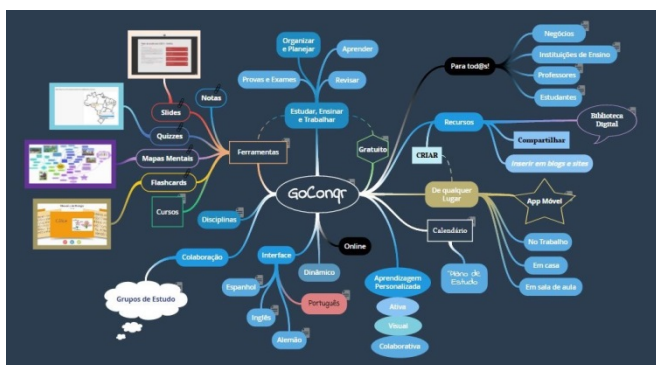 Organizar
e Planejar
Aprender
Provas e Exames
Revisar
Estudar, Ensinar
e Trabalhar
Para tod@s!
Negócios
Instituições de Ensino
Professores
Estudantes
Notas
Slides
Quizzes
Mapas Mentais
Flashcards
Cursos
Ferramentas
Gratuito
Recursos
CRIAR
Biblioteca
Digital
Compartilhar
Inserir em blogs e sites
GoConqr
De qualquer
Lugar
App Móvel
No Trabalho
Em casa
Em sala de aula
Disciplinas
Calendário
Plano de
Estudo
Colaboração
Grupos de Estudo
Interface
Espanhol
Inglês
Alemão
Português
Dinâmico
Online
Aprendizagem
Personalizada
Ativa
Visual
Colaborativa